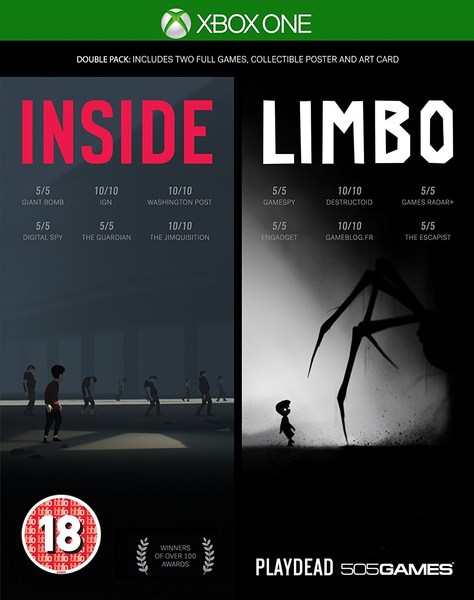 XBOX ONE
DOUBLE PACK: INCLUDES TWO FULL GAMES, COLLECTIBLE POSTER AND ART CARD
INSIDE
5/5 10/10 10/10
GIANT BOMB IGN WASHINGTON POST
5/5 5/5 10/10
DIGITAL SPY THE GUARDIAN THE JIMQUISITION
LIMBO
5/5 10/10 5/5
GAMESPY DESTRUCTOID GAMES RADAR+
5/5 10/10 5/5
ENGADGET GAMEBLOG.FR THE ESCAPIST
18
WINNERS
OF OVER 100
AWARDS
PLAYDEAD 505GAMES